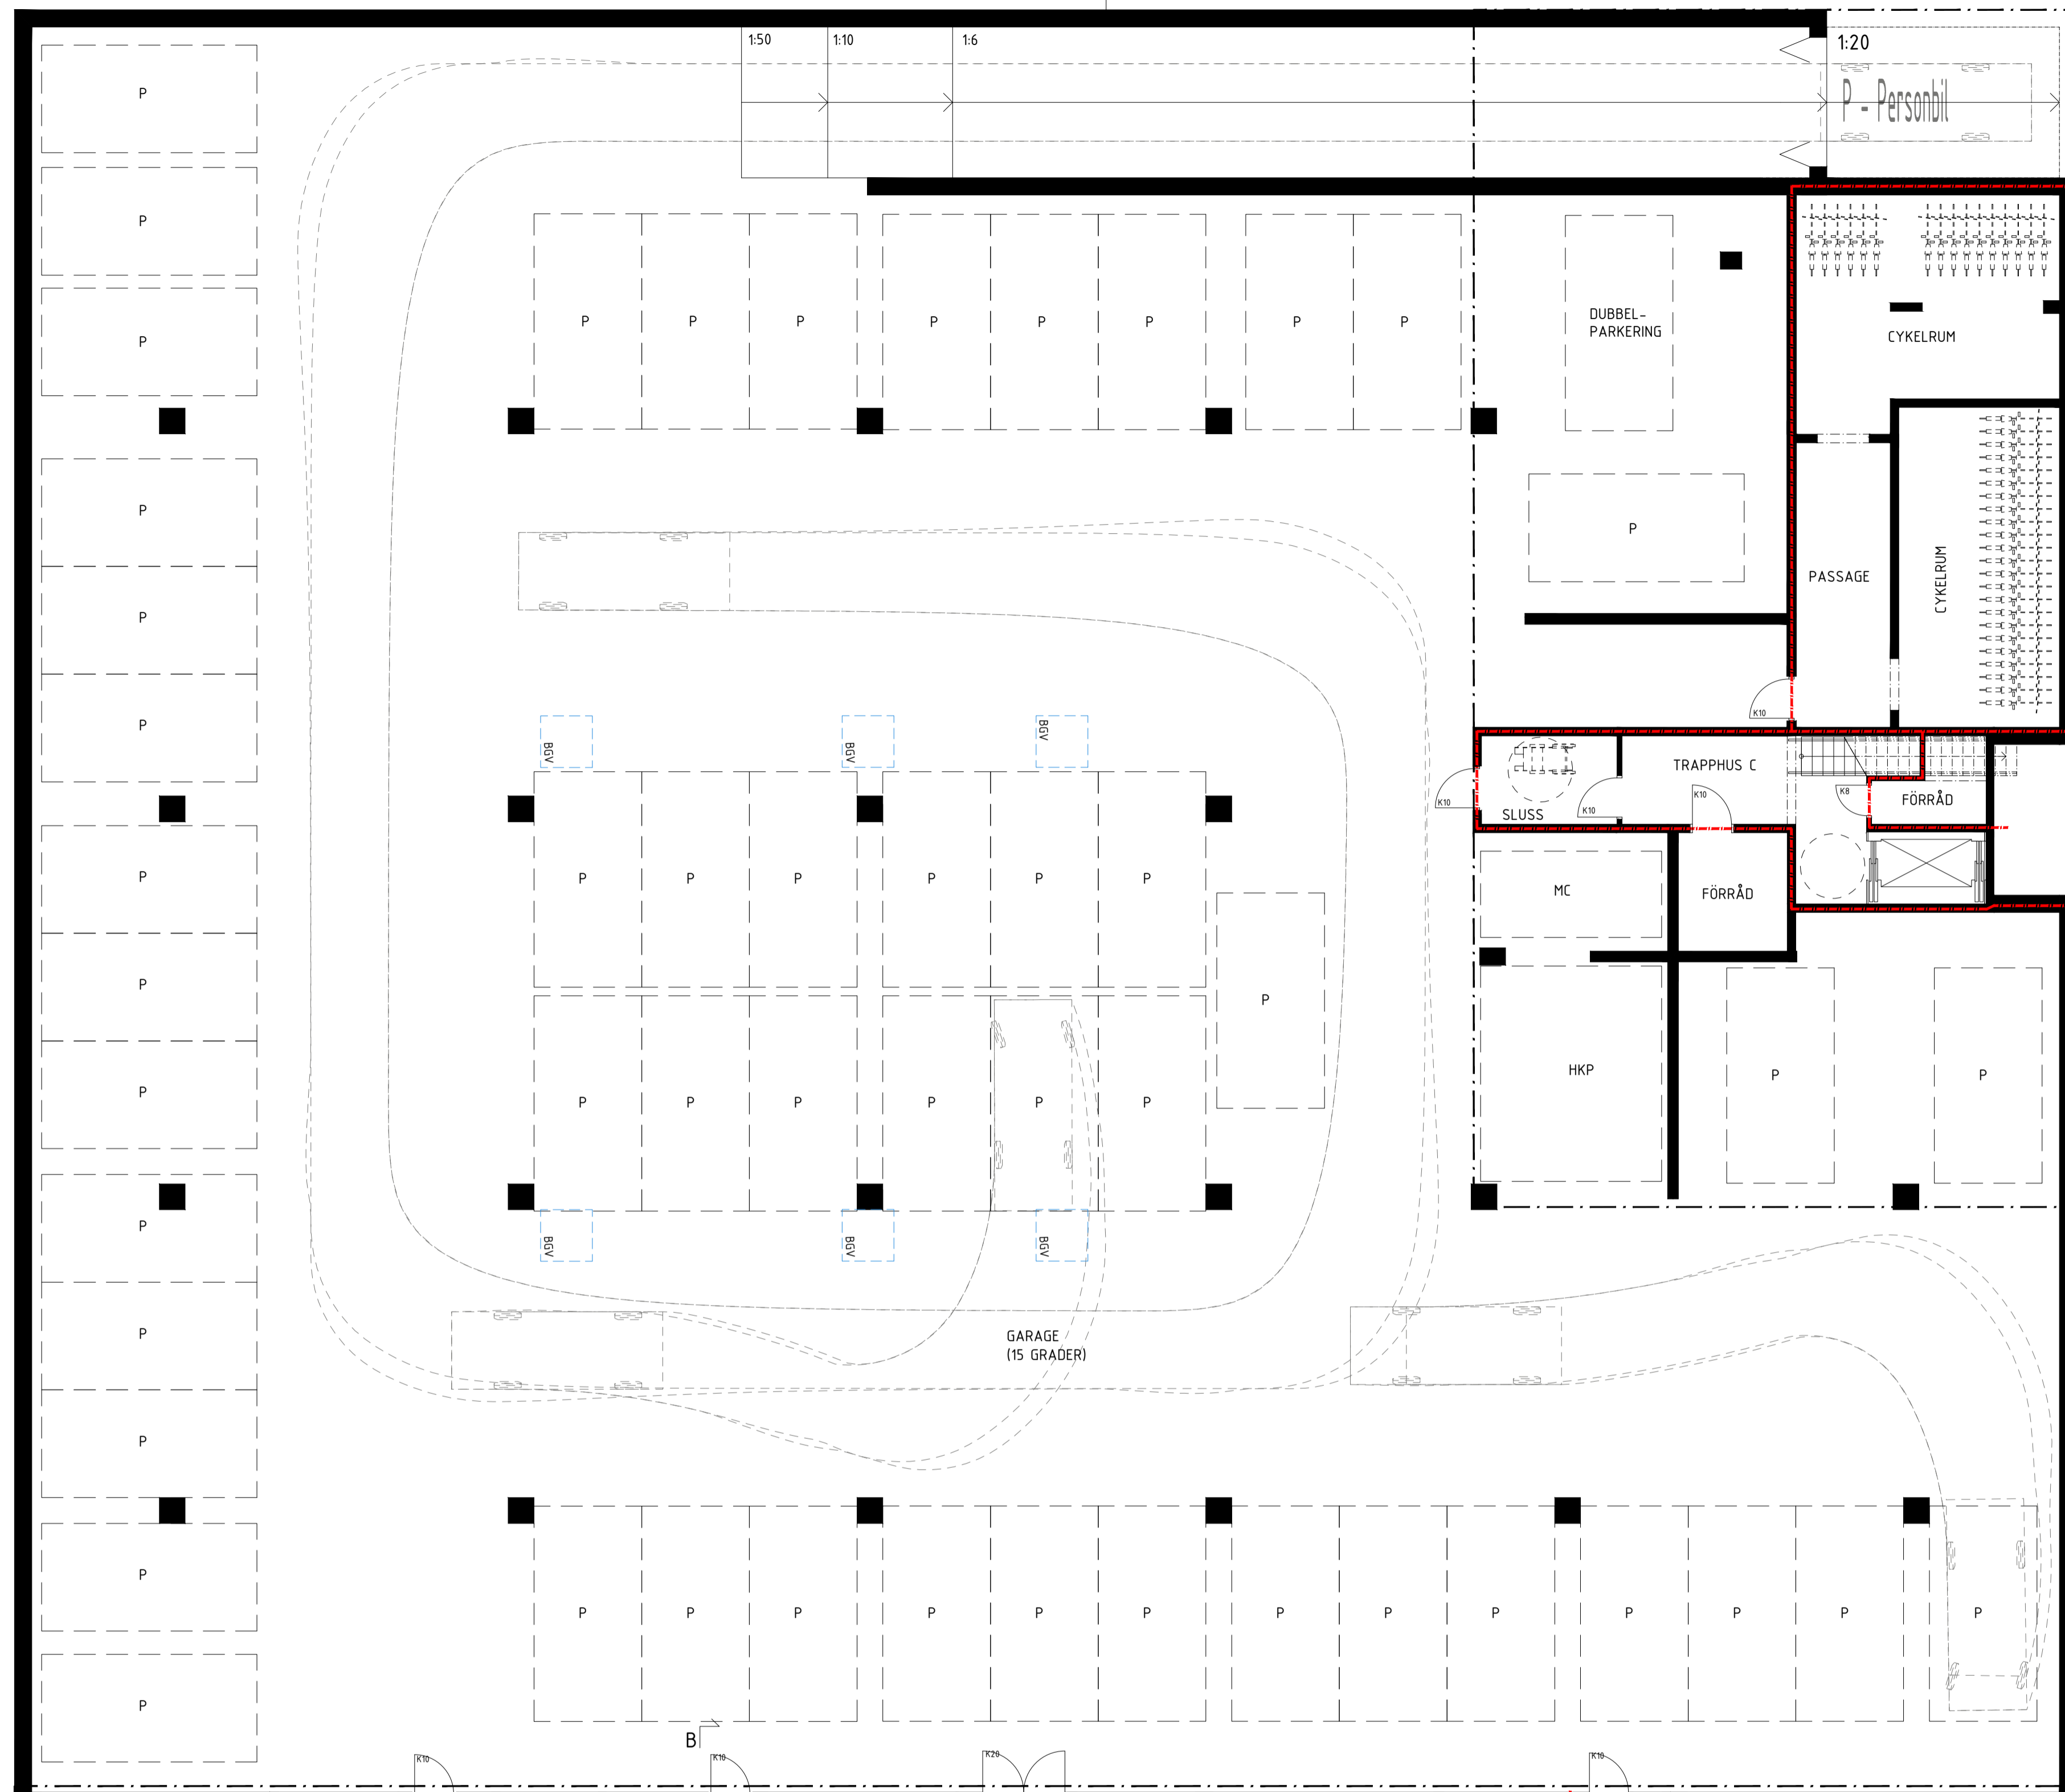 1:50 1:10 1:6 1:20
P - Personbil
P
P
P P P P P P P P
DUBBEL-
PARKERING
CYKELRUM
P
P
P
PASSAGE
CYKELRUM
P
P
K10
BGV BGV BGV
TRAPPHUS C
K10
SLUSS
K10
K10
K8
FÖRRÅD
P
P P P P P P
MC
FÖRRÅD
P
P
HKP
P
P
P
P P P P P P
P
P
BGV BGV BGV
P
GARAGE
(15 GRADER)
P
P
P P P P P P P P P P P P P
P
B
K10
K10
K20
K10